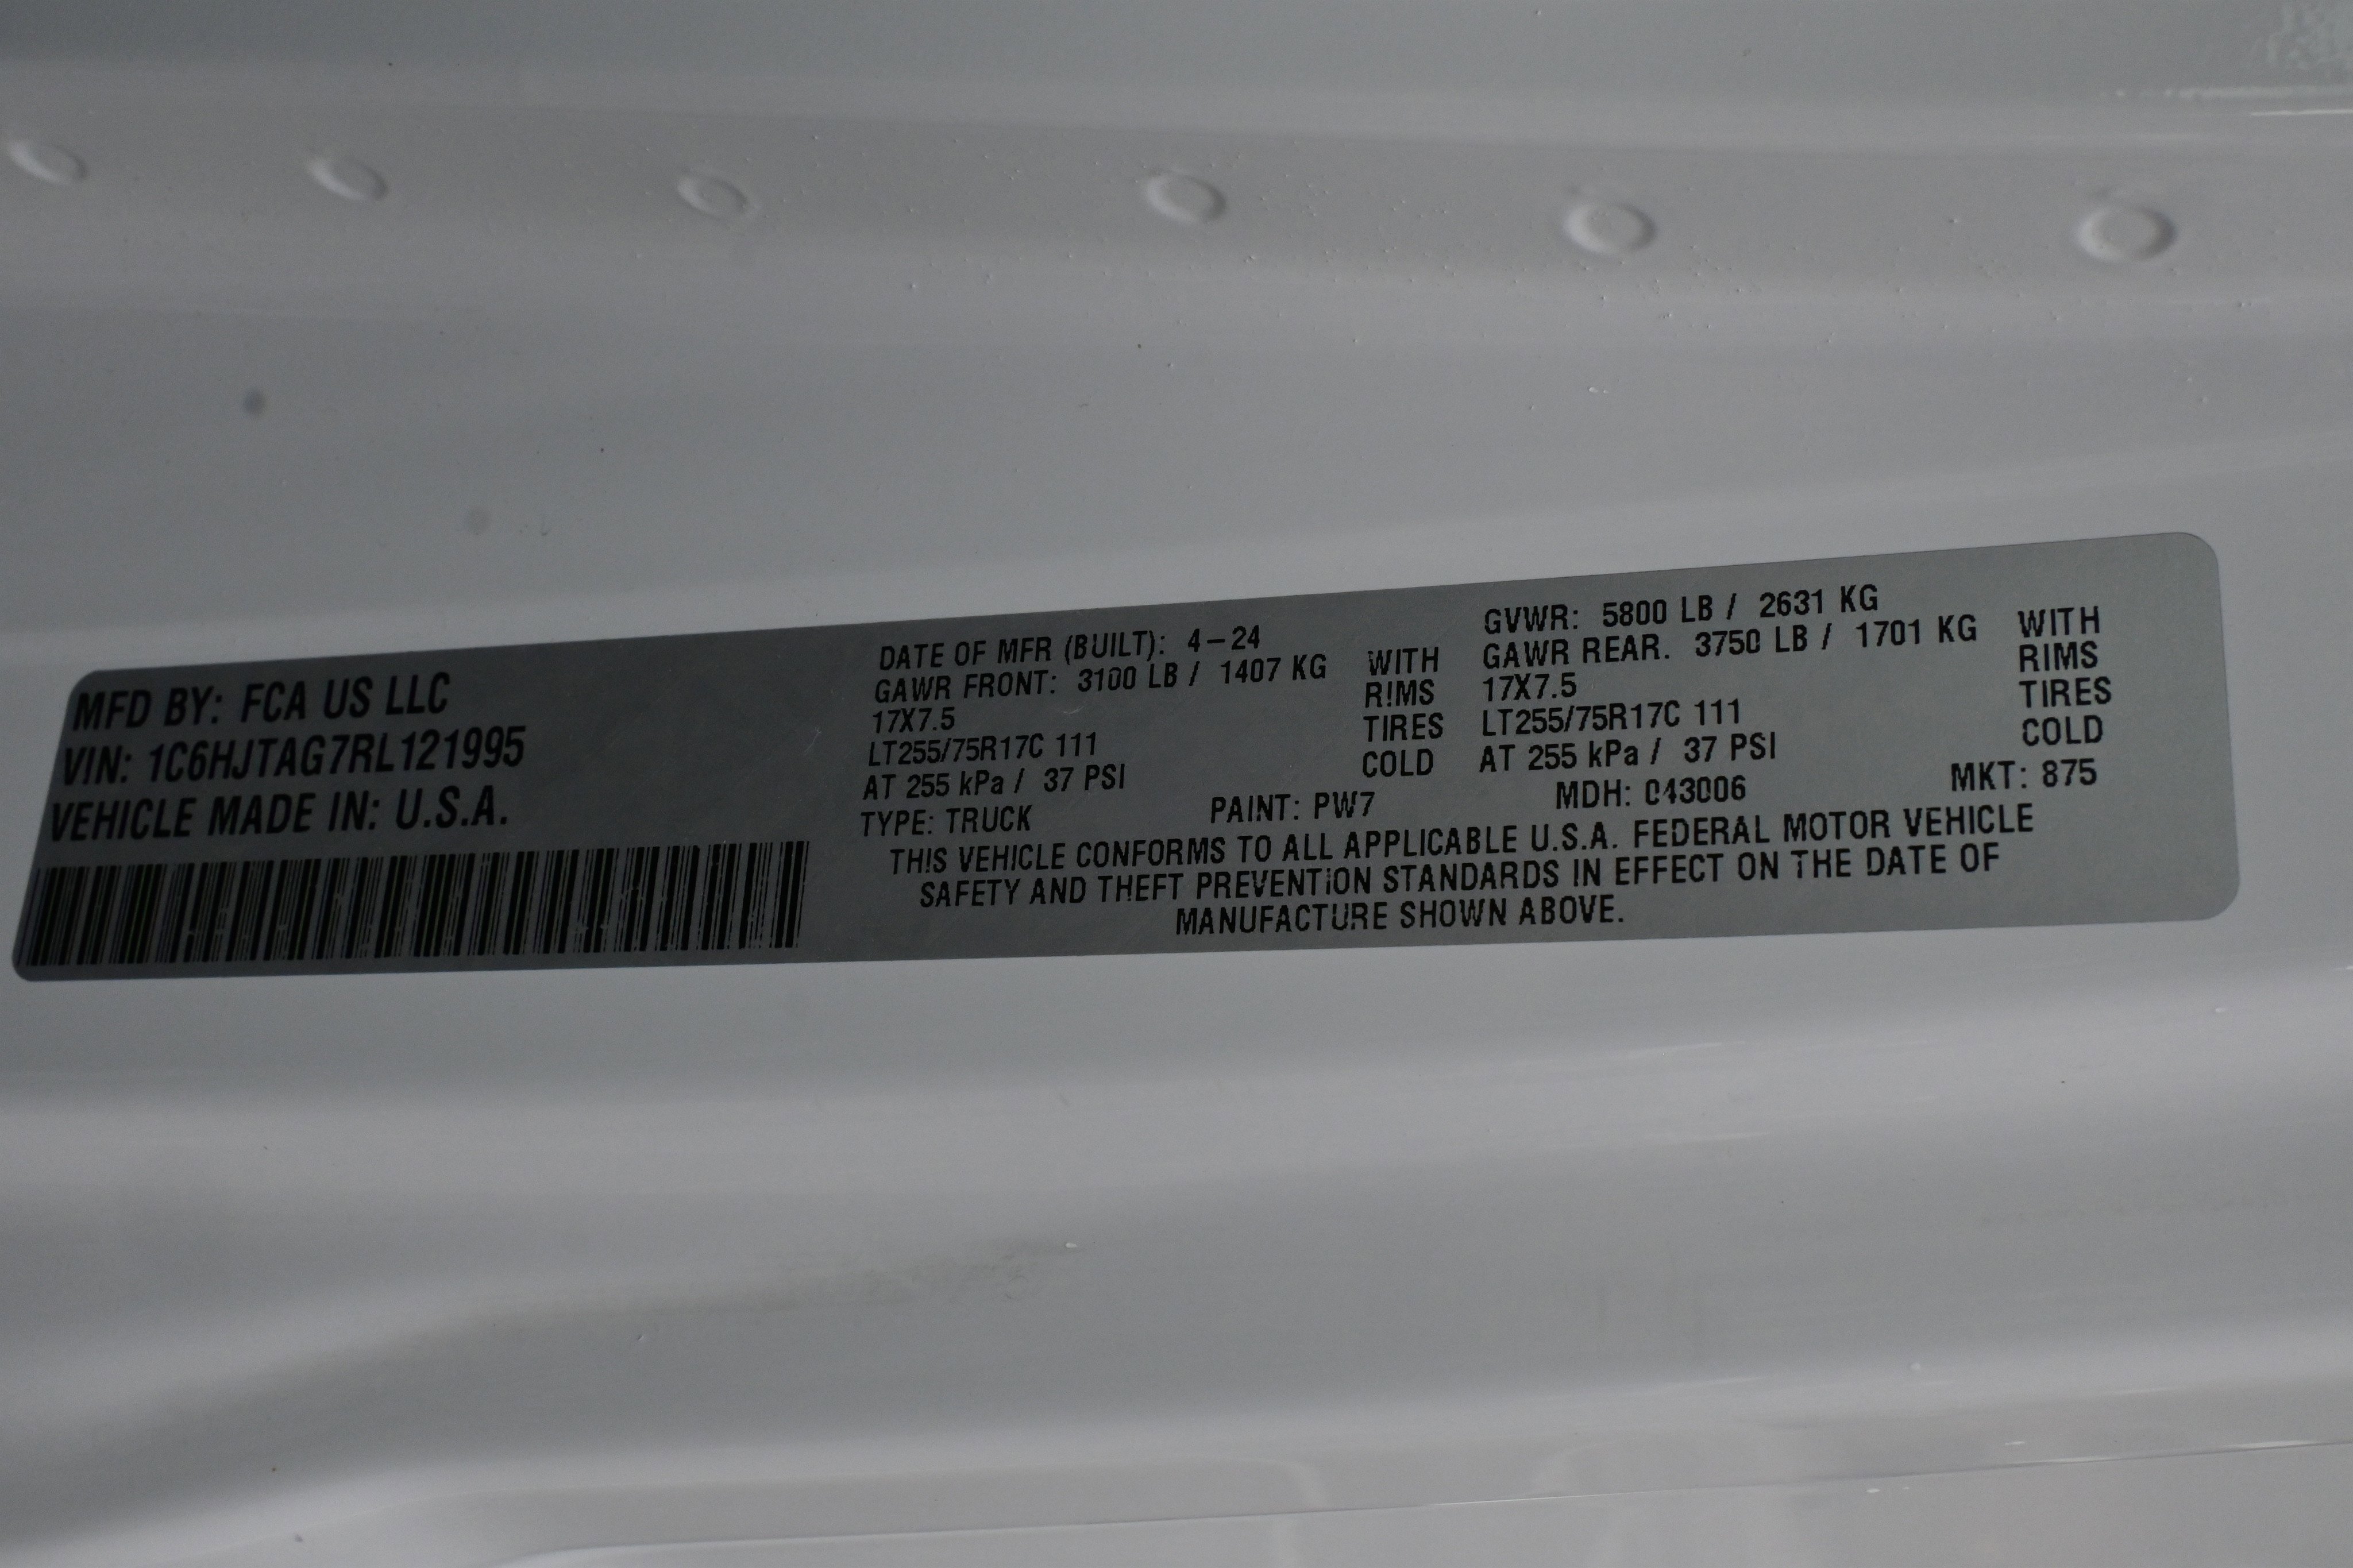 MFD BY: FCA US LLC
VIN: 1C6HJTAG7RL121995
VEHICLE MADE IN: U.S.A.
DATE OF MFR (BUILT): 4-24
GAWR FRONT: 3100 LB / 1407 KG WITH
17X7.5 RIMS
LT255/75R17C 111 TIRES
AT 255 kPa / 37 PSI COLD
GVWR: 5800 LB / 2631 KG
GAWR REAR. 3750 LB / 1701 KG WITH
17X7.5 RIMS
LT255/75R17C 111 TIRES
AT 255 kPa / 37 PSI COLD
TYPE: TRUCK PAINT: PW7 MDH: 043006 MKT: 875
THIS VEHICLE CONFORMS TO ALL APPLICABLE U.S.A. FEDERAL MOTOR VEHICLE
SAFETY AND THEFT PREVENTION STANDARDS IN EFFECT ON THE DATE OF
MANUFACTURE SHOWN ABOVE.